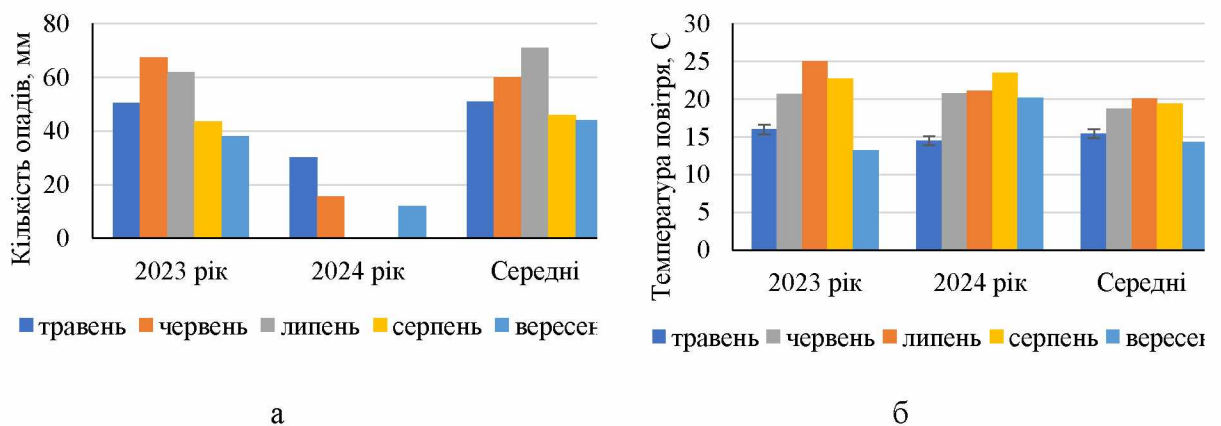 Кількість опадів, мм
80
60
40
20
0
2023 рік 2024 рік Середні
травень червень липень серпень вересен
а
Температура повітря, С
30
25
20
15
10
5
0
2023 рік 2024 рік Середні
травень червень липень серпень вересен
б